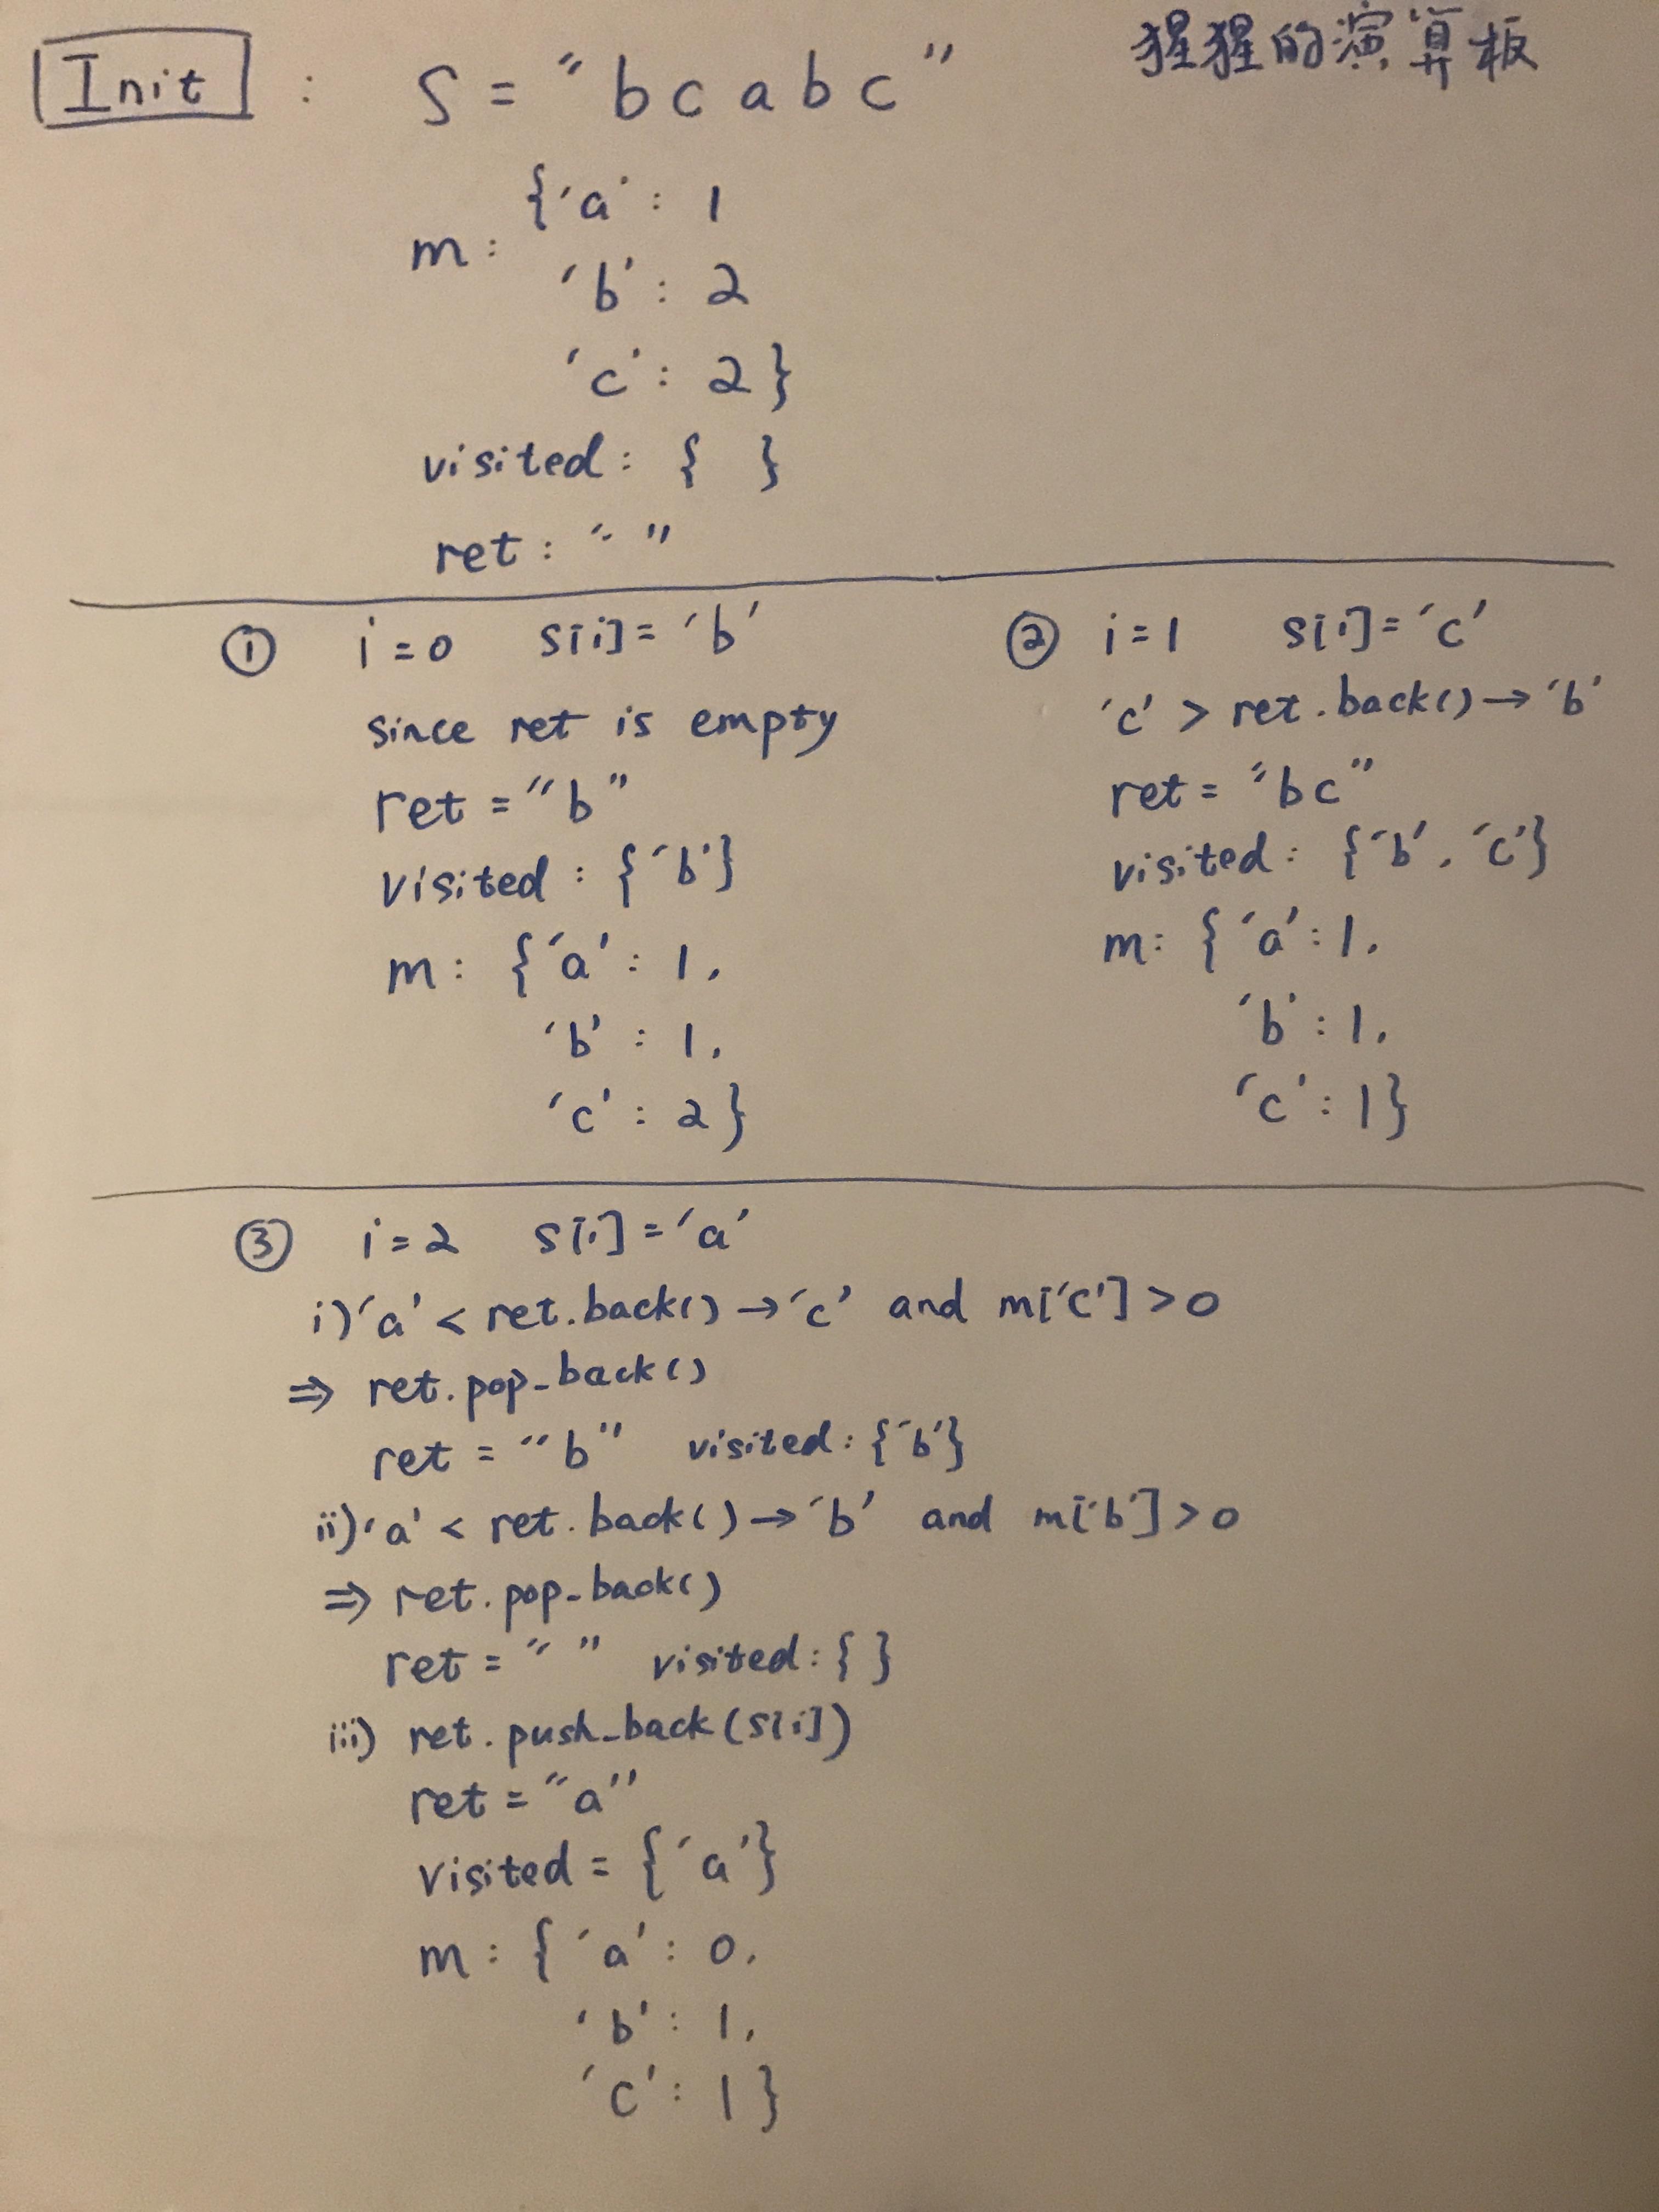 Init : S = "bcabc" 猩猩的演算板
m : {'a' : 1
'b' : 2
'c' : 2}
visited : { }
ret : " "
① i = 0 s[i] = 'b'
since ret is empty
ret = "b"
visited : {'b'}
m : {'a' : 1,
'b' : 1,
'c' : 2}
② i = 1 s[i] = 'c'
'c' > ret.back() → 'b'
ret = "bc"
visited : {'b', 'c'}
m : {'a' : 1,
'b' : 1,
'c' : 1}
③ i = 2 s[i] = 'a'
i) 'a' < ret.back() → 'c' and m['c'] > 0
⇒ ret.pop_back()
ret = "b" visited : {'b'}
ii) 'a' < ret.back() → 'b' and m['b'] > 0
⇒ ret.pop_back()
ret = " " visited : { }
iii) ret.push_back(s[i])
ret = "a"
visited = {'a'}
m : {'a' : 0,
'b' : 1,
'c' : 1}